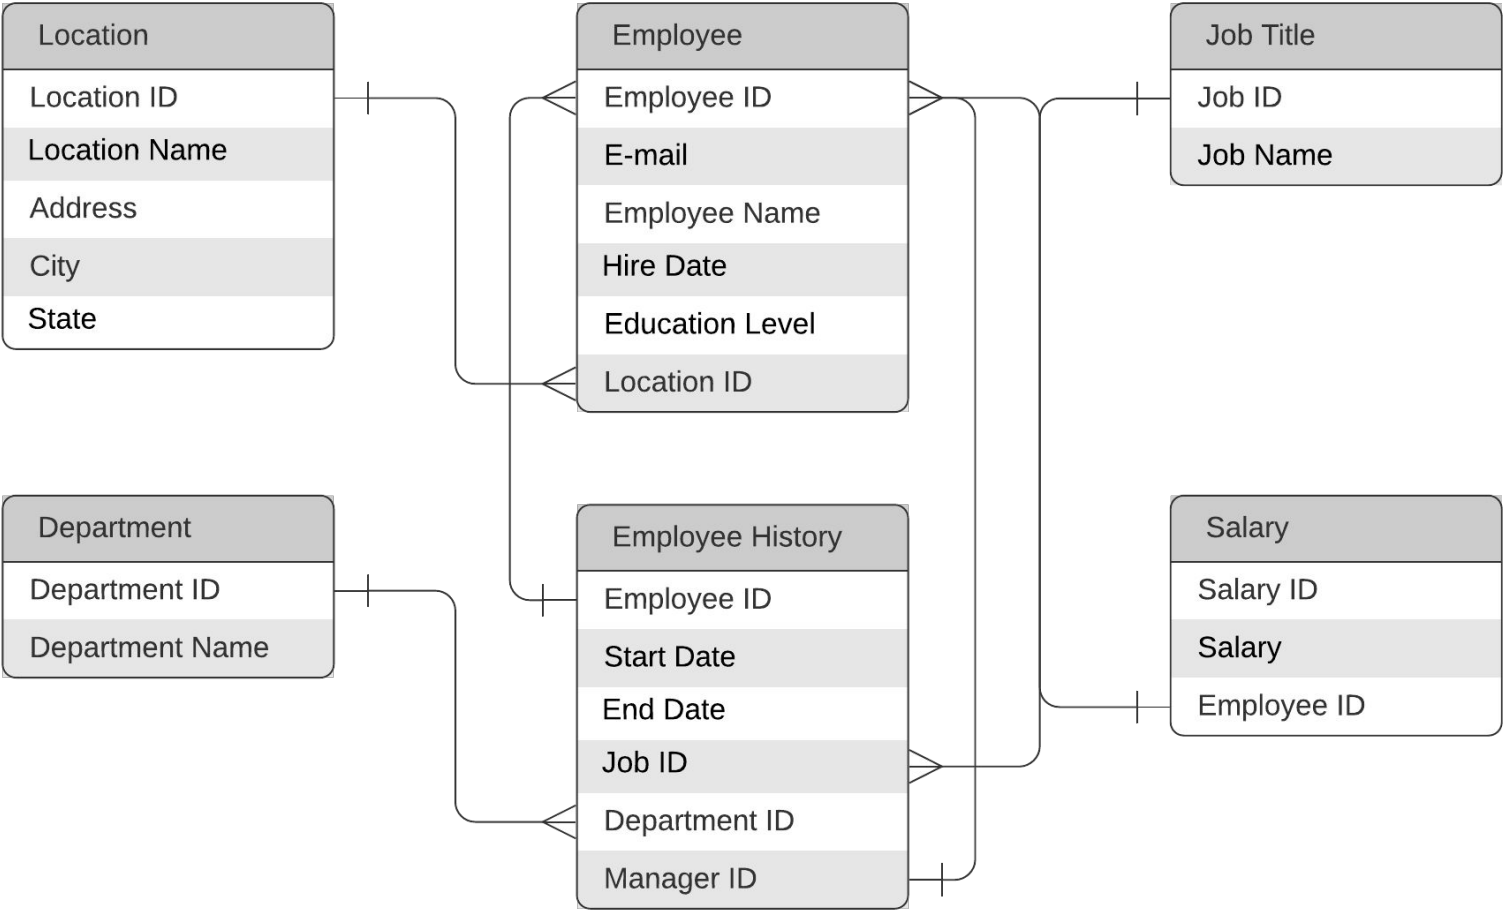 Location
Location ID
Location Name
Address
City
State
Employee
Employee ID
E-mail
Employee Name
Hire Date
Education Level
Location ID
Job Title
Job ID
Job Name
Department
Department ID
Department Name
Employee History
Employee ID
Start Date
End Date
Job ID
Department ID
Manager ID
Salary
Salary ID
Salary
Employee ID